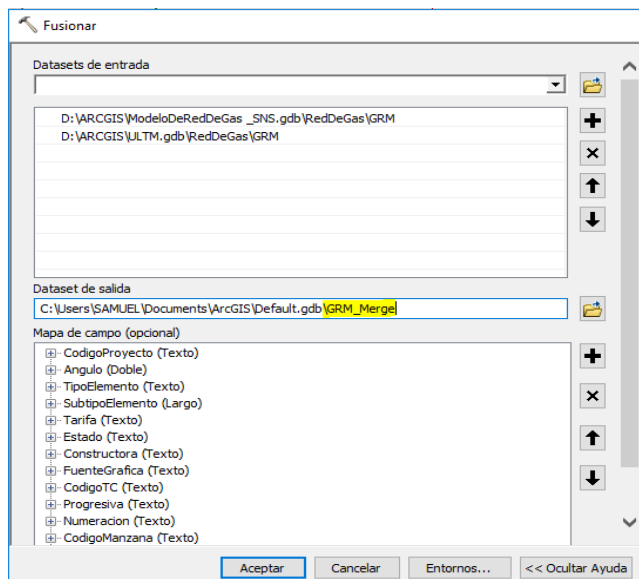 Fusionar
Datasets de entrada
D:\ARCGIS\ModeloDeRedDeGas _SNS.gdb\RedDeGas\GRM
D:\ARCGIS\ULTM.gdb\RedDeGas\GRM
Dataset de salida
C:\Users\SAMUEL\Documents\ArcGIS\Default.gdb\GRM_Merge
Mapa de campo (opcional)
CodigoProyecto (Texto)
Angulo (Doble)
TipoElemento (Texto)
SubtipoElemento (Largo)
Tarifa (Texto)
Estado (Texto)
Constructora (Texto)
FuenteGrafica (Texto)
CodigoTC (Texto)
Progresiva (Texto)
Numeracion (Texto)
CodigoManzana (Texto)
Aceptar Cancelar Entornos... << Ocultar Ayuda